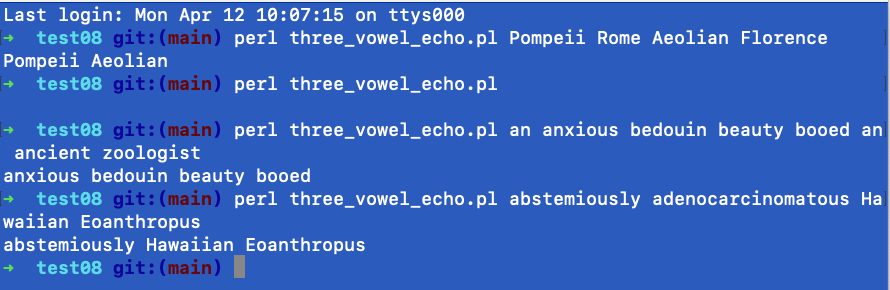 Last login: Mon Apr 12 10:07:15 on ttys000
➜  test08 git:(main) perl three_vowel_echo.pl Pompeii Rome Aeolian Florence
Pompeii Aeolian
➜  test08 git:(main) perl three_vowel_echo.pl
➜  test08 git:(main) perl three_vowel_echo.pl an anxious bedouin beauty booed an
 ancient zoologist
anxious bedouin beauty booed
➜  test08 git:(main) perl three_vowel_echo.pl abstemiously adenocarcinomatous Ha
waiian Eoanthropus
abstemiously Hawaiian Eoanthropus
➜  test08 git:(main)